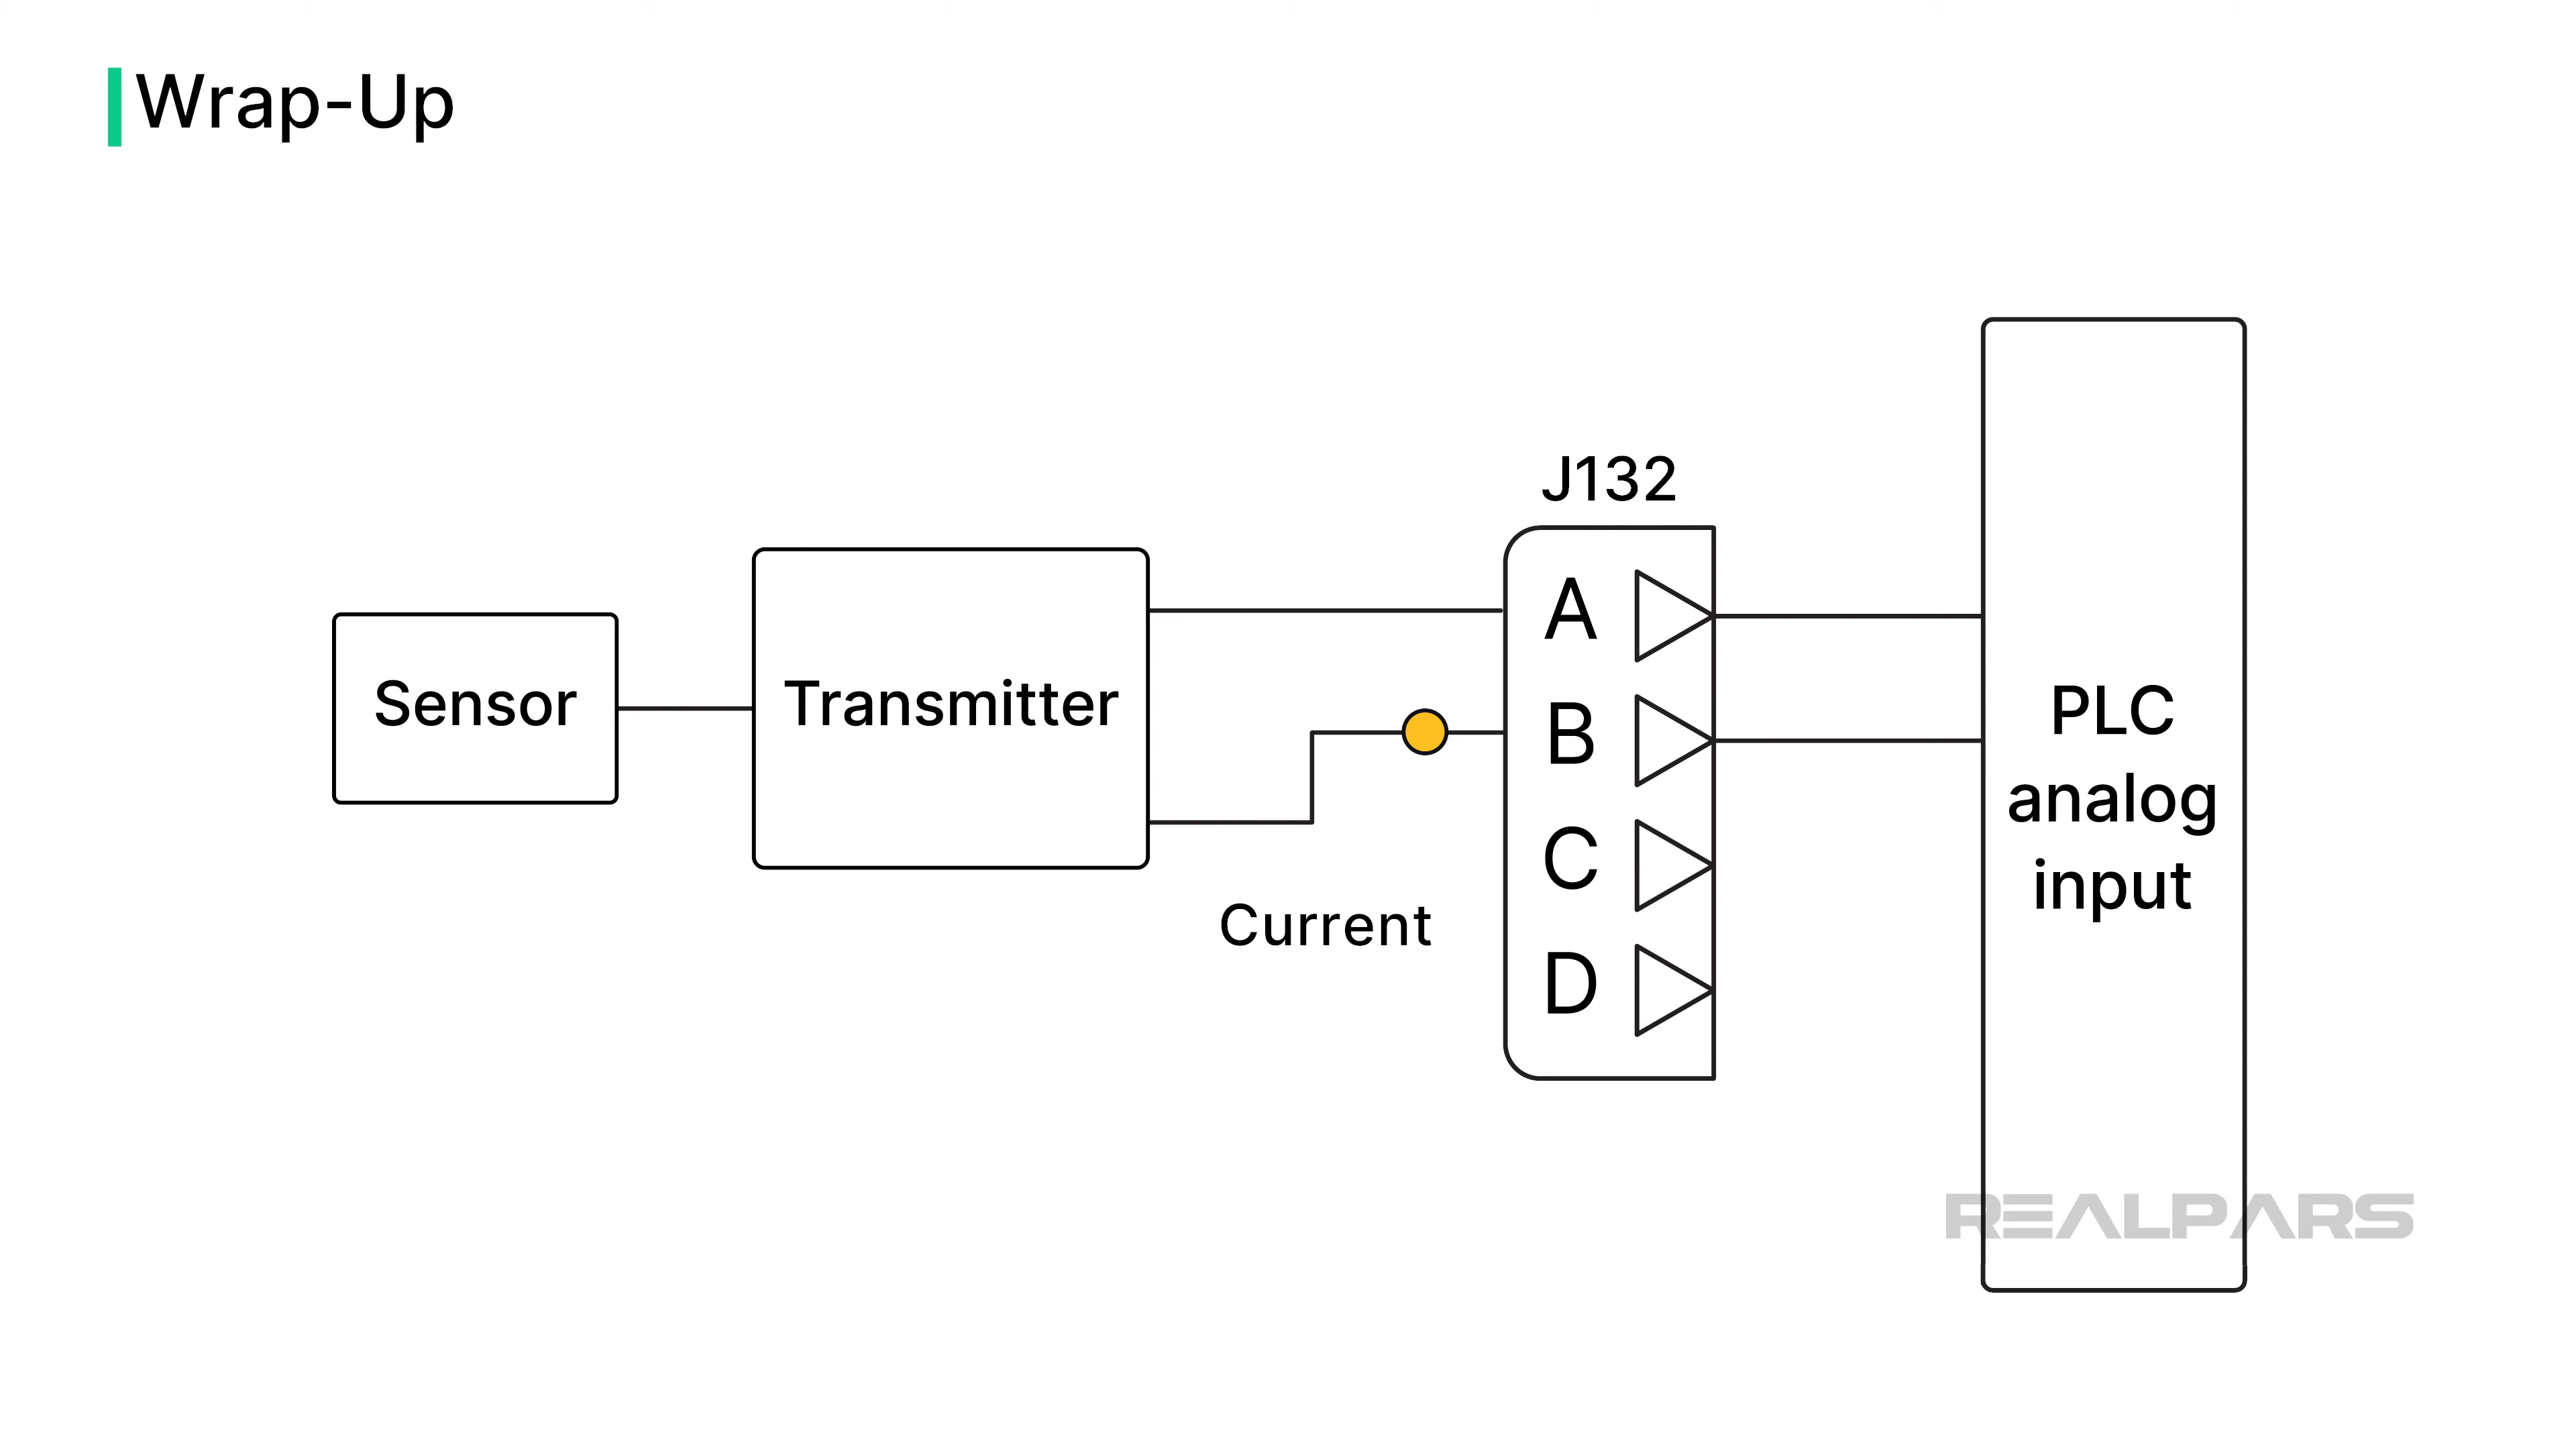 Wrap-Up
J132
A
Sensor
Transmitter
B
PLC
analog
input
C
Current
D
REALPARS